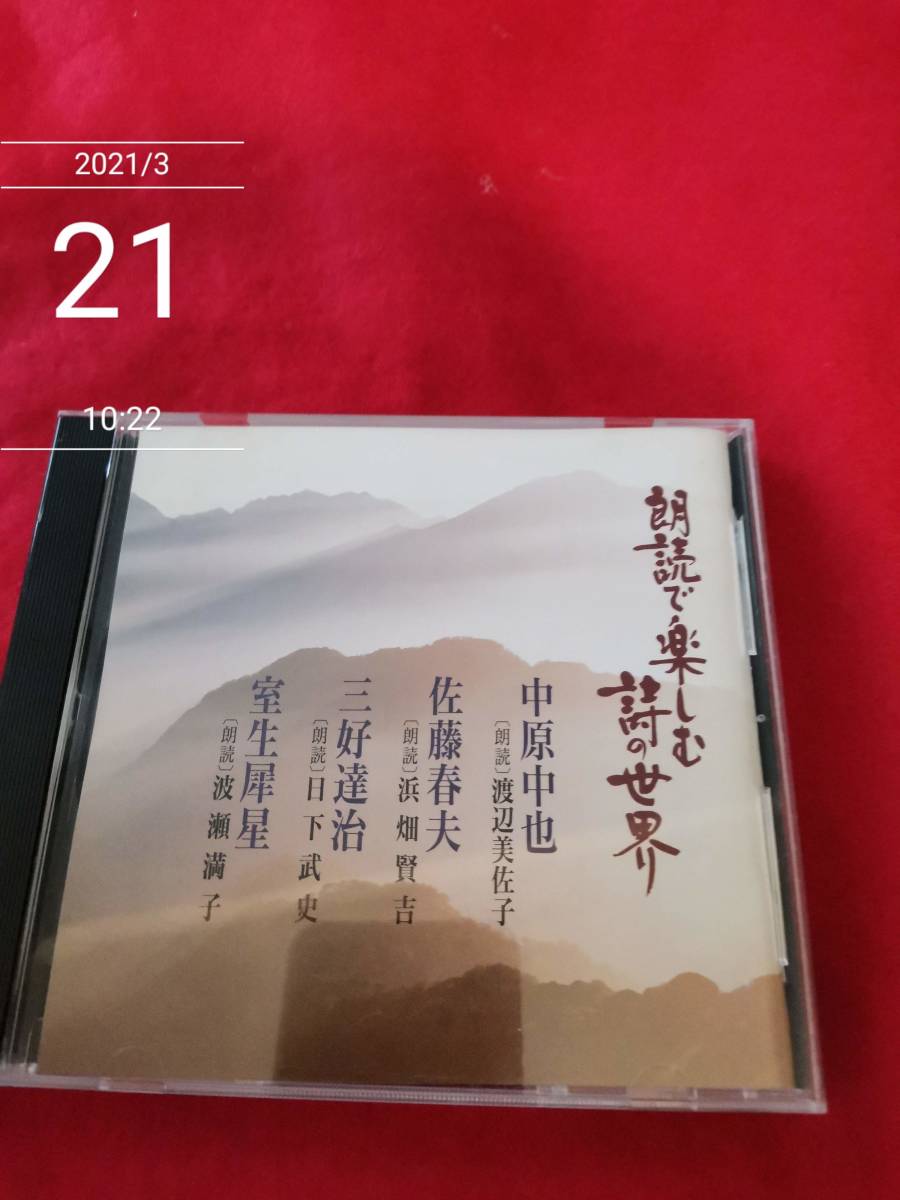 2021/3
21
10:22
朗読で楽しむ
詩の世界
中原中也
〔朗読〕渡辺美佐子
佐藤春夫
〔朗読〕浜畑賢吉
三好達治
〔朗読〕日下武史
室生犀星
〔朗読〕波瀬満子